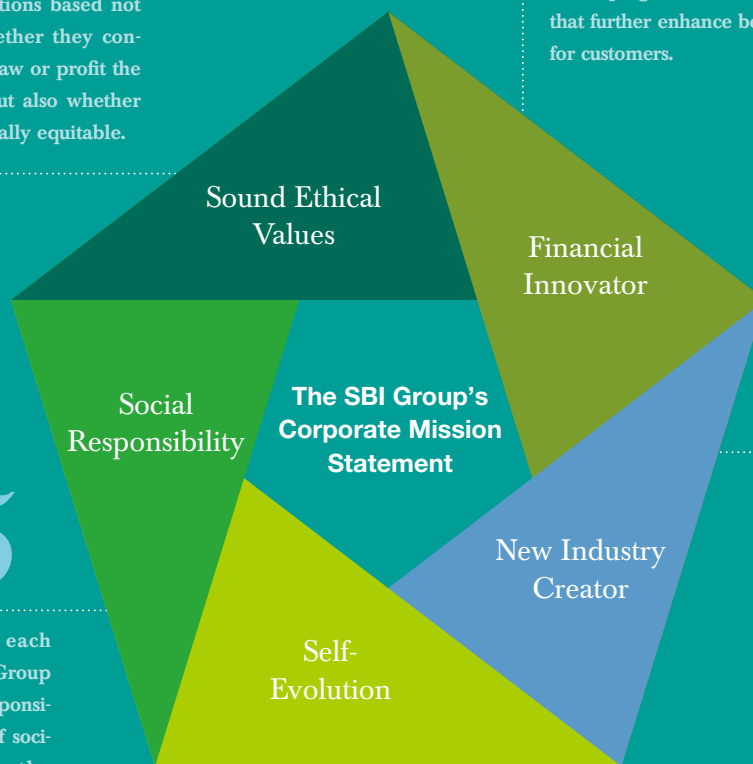 tions based not
ether they con-
aw or profit the
ut also whether
ally equitable.
that further enhance be
for customers.
Sound Ethical
Values
Financial
Innovator
The SBI Group’s
Corporate Mission
Statement
Social
Responsibility
New Industry
Creator
5
each
Group
ponsi-
f soci-
Self-
Evolution